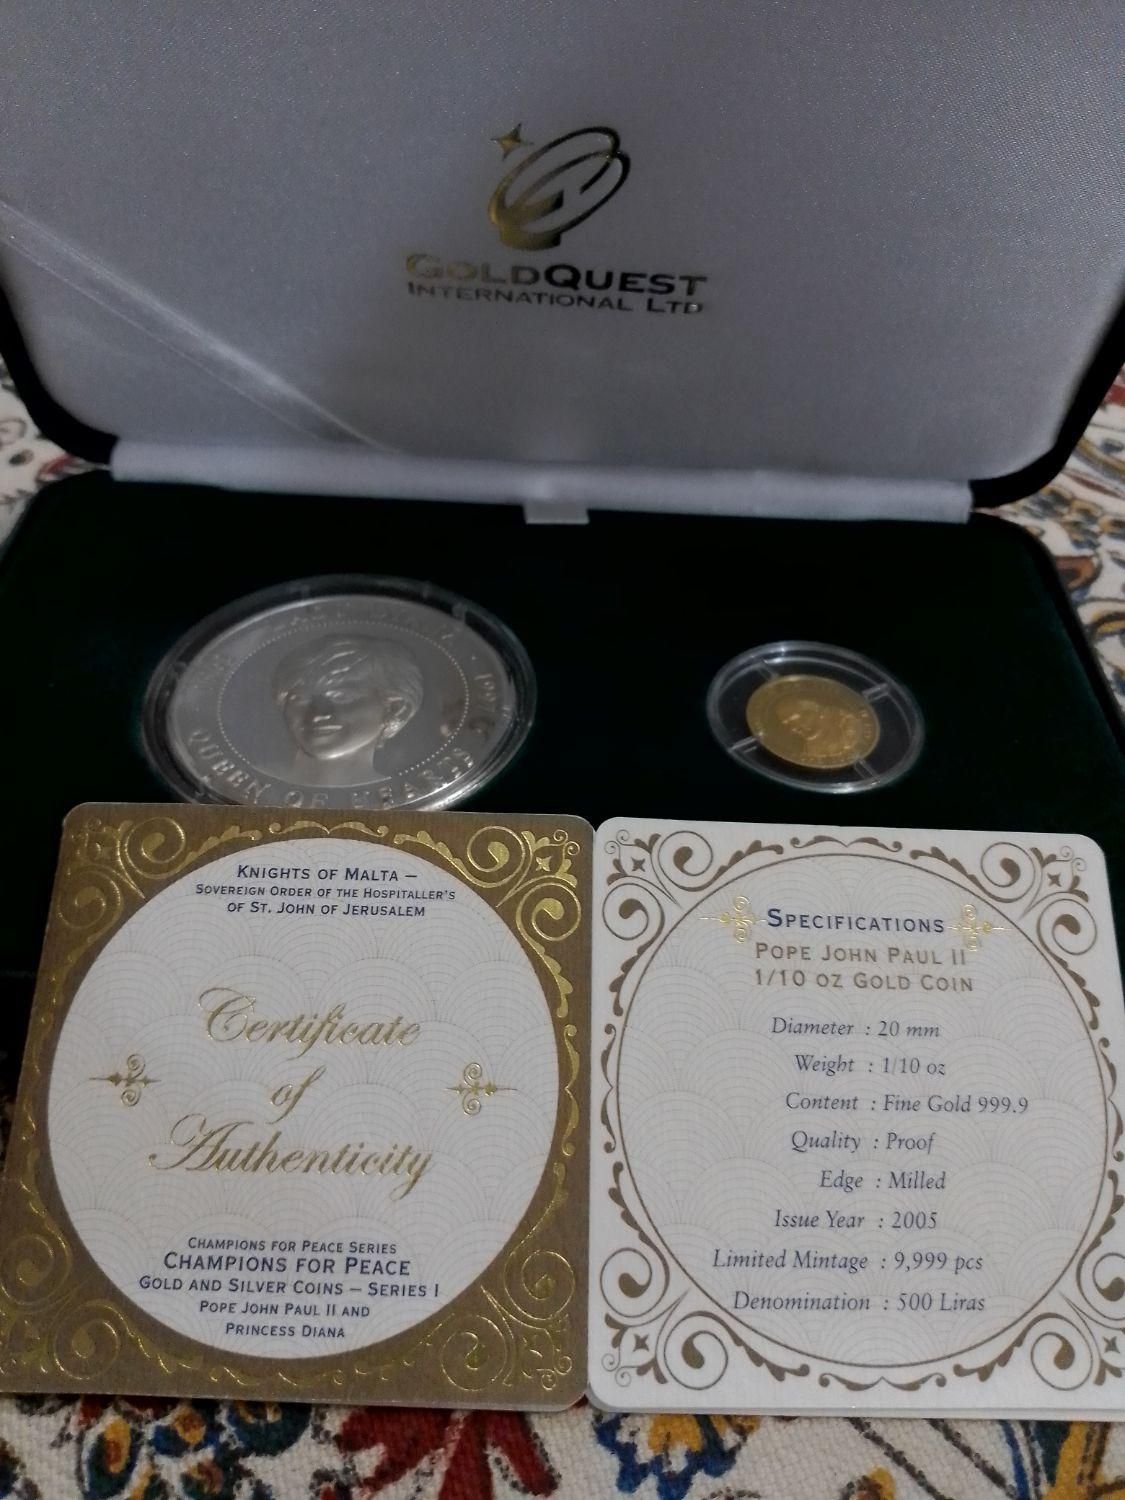 GOLDQUEST
INTERNATIONAL LTD
QUEEN OF HEARTS
KNIGHTS OF MALTA –
SOVEREIGN ORDER OF THE HOSPITALLER'S
OF ST. JOHN OF JERUSALEM
Certificate
of
Authenticity
CHAMPIONS FOR PEACE SERIES
CHAMPIONS FOR PEACE
GOLD AND SILVER COINS – SERIES I
POPE JOHN PAUL II AND
PRINCESS DIANA
SPECIFICATIONS
POPE JOHN PAUL II
1/10 OZ GOLD COIN
Diameter : 20 mm
Weight : 1/10 oz
Content : Fine Gold 999.9
Quality : Proof
Edge : Milled
Issue Year : 2005
Limited Mintage : 9,999 pcs
Denomination : 500 Liras